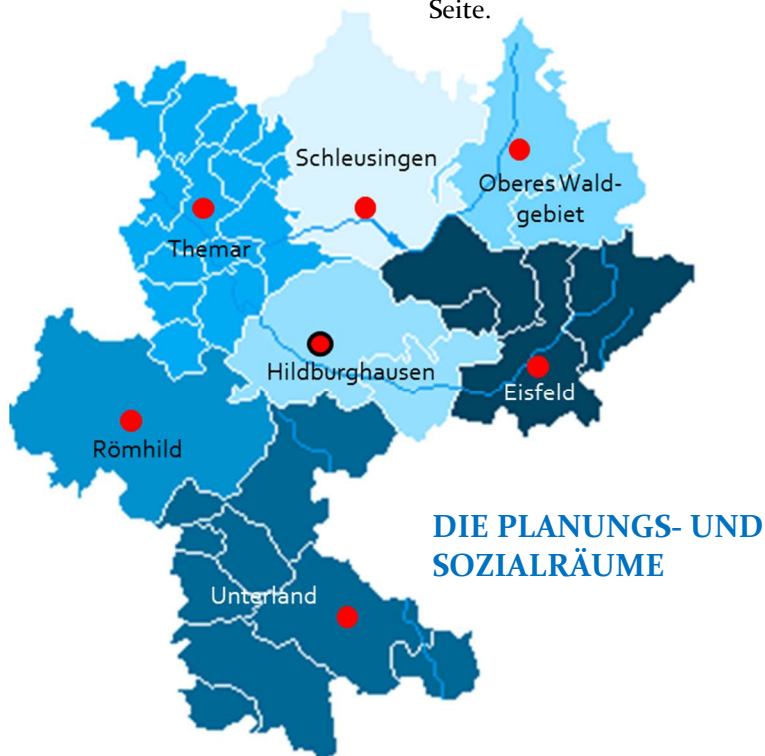 Seite.
Schleusingen
Oberes Wald-
gebiet
Themar
Hildburghausen
Eisfeld
Römhild
DIE PLANUNGS- UND
SOZIALRÄUME
Unterland